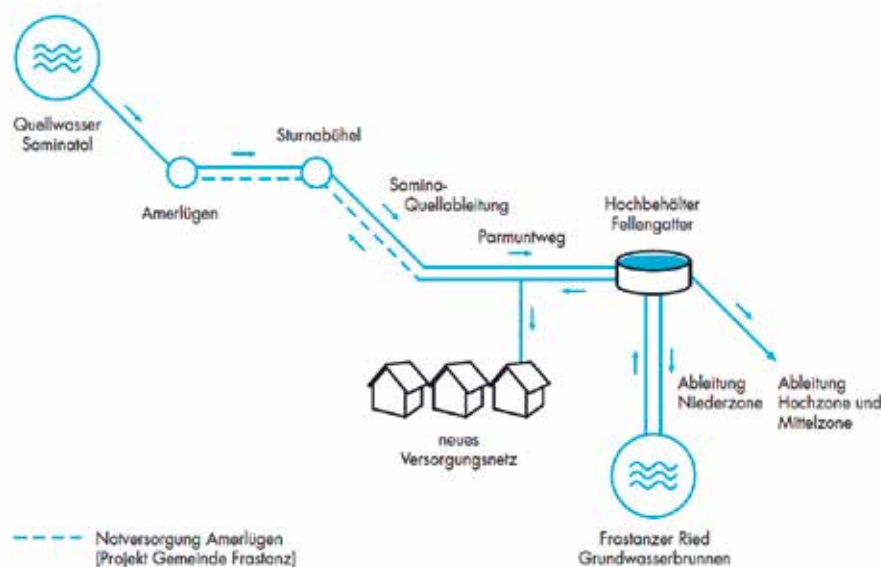 Quellwasser
Saminatal
Sturnabühel
Amerlügen
Samina-
Quellableitung
Parmuntweg
Hochbehälter
Fellengatter
Ableitung
Niederzone
Ableitung
Hochzone und
Mittelzone
neues
Versorgungsnetz
Frastanzer Ried
Grundwasserbrunnen
Notversorgung Amerlügen
(Projekt Gemeinde Frastanz)